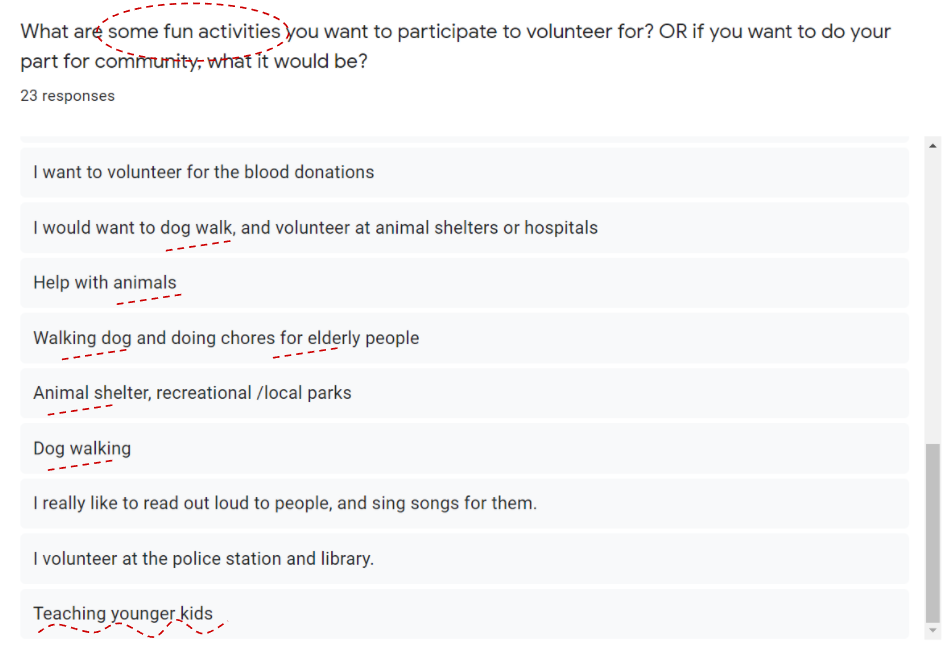 What are some fun activities you want to participate to volunteer for? OR if you want to do your
part for community, what it would be?
23 responses
I want to volunteer for the blood donations
I would want to dog walk, and volunteer at animal shelters or hospitals
Help with animals
Walking dog and doing chores for elderly people
Animal shelter, recreational /local parks
Dog walking
I really like to read out loud to people, and sing songs for them.
I volunteer at the police station and library.
Teaching younger kids